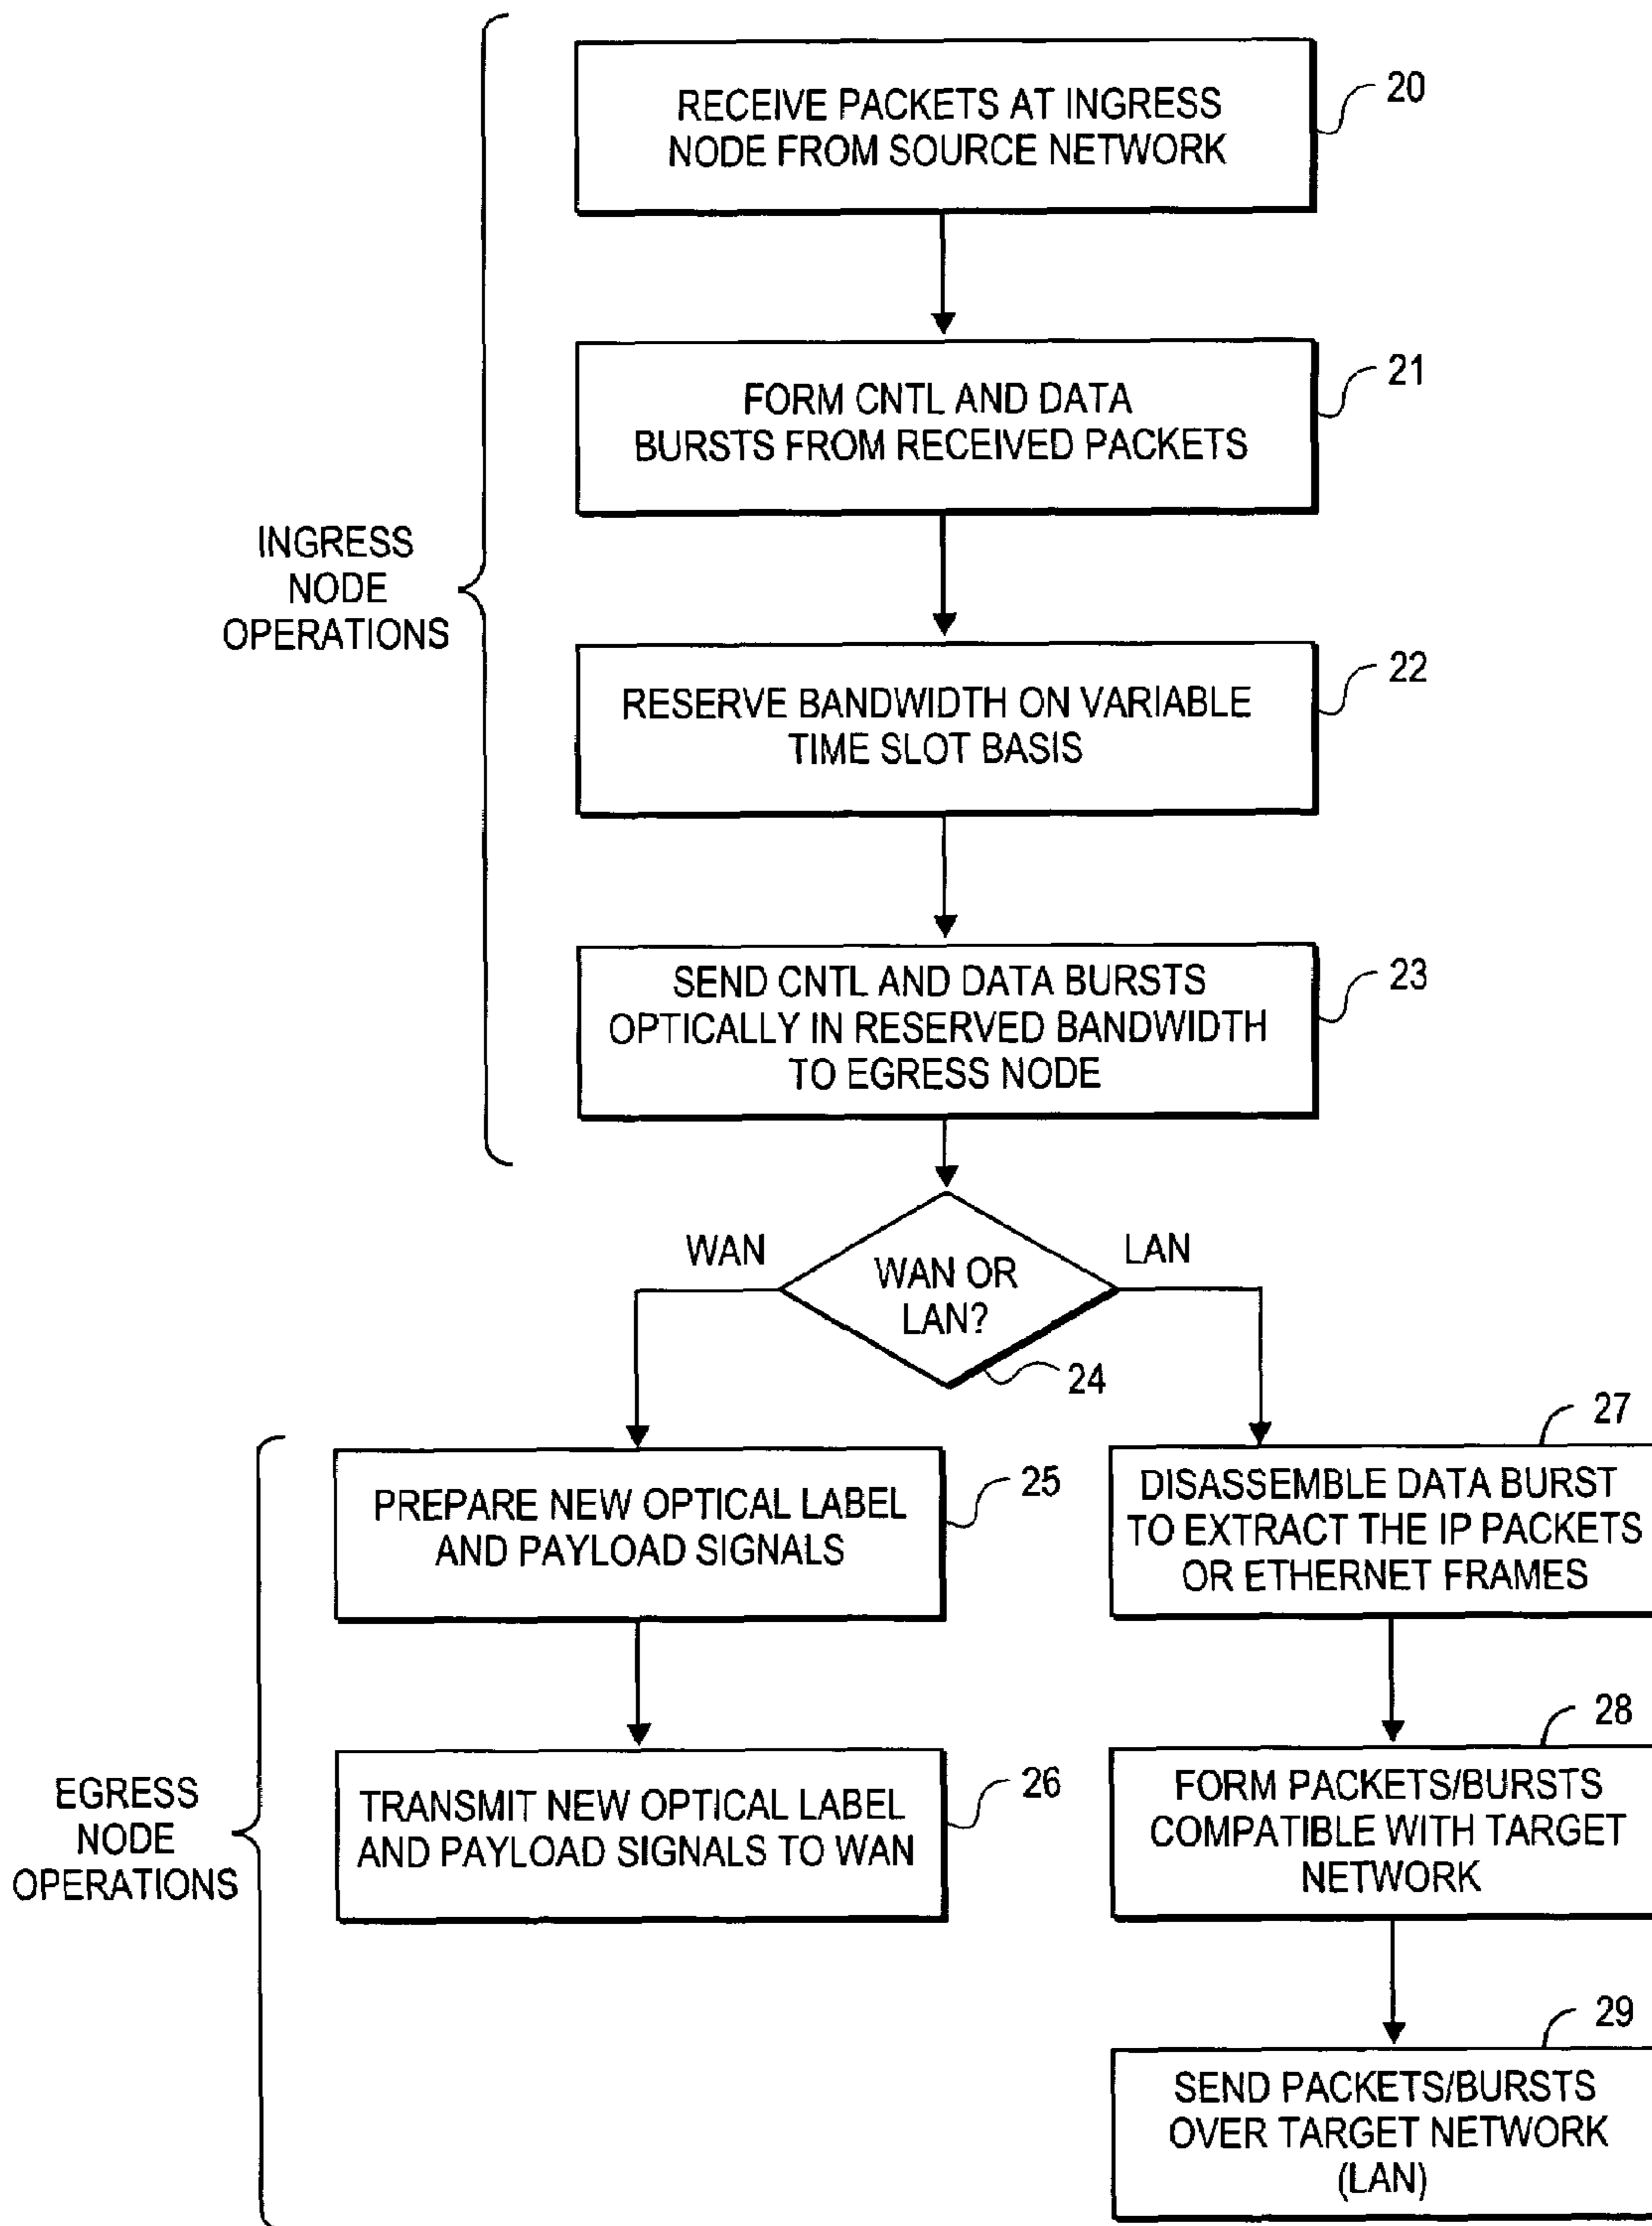 RECEIVE PACKETS AT INGRESS
NODE FROM SOURCE NETWORK
20
FORM CNTL AND DATA
BURSTS FROM RECEIVED PACKETS
21
INGRESS
NODE
OPERATIONS
RESERVE BANDWIDTH ON VARIABLE
TIME SLOT BASIS
22
SEND CNTL AND DATA BURSTS
OPTICALLY IN RESERVED BANDWIDTH
TO EGRESS NODE
23
WAN
WAN OR
LAN?
LAN
24
PREPARE NEW OPTICAL LABEL
AND PAYLOAD SIGNALS
25
27
DISASSEMBLE DATA BURST
TO EXTRACT THE IP PACKETS
OR ETHERNET FRAMES
EGRESS
NODE
OPERATIONS
TRANSMIT NEW OPTICAL LABEL
AND PAYLOAD SIGNALS TO WAN
26
28
FORM PACKETS/BURSTS
COMPATIBLE WITH TARGET
NETWORK
29
SEND PACKETS/BURSTS
OVER TARGET NETWORK
(LAN)